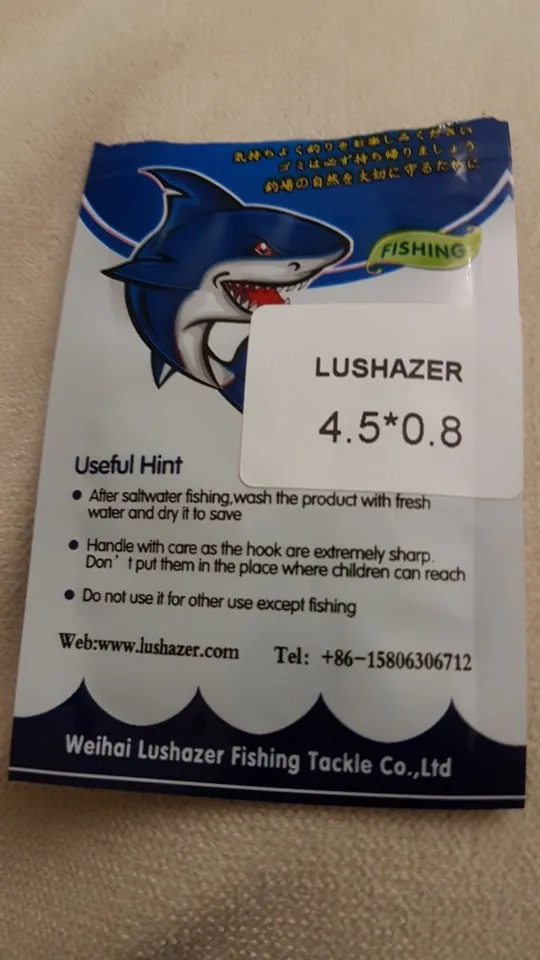 気持ちよく釣りをお楽しみください
ゴミは必ず持ち帰りましょう
釣場の自然を大切に守るために
FISHING
LUSHAZER
4.5*0.8
Useful Hint
● After saltwater fishing,wash the product with fresh
water and dry it to save
● Handle with care as the hook are extremely sharp.
Don't put them in the place where children can reach
● Do not use it for other use except fishing
Web:www.lushazer.com Tel: +86-15806306712
Weihai Lushazer Fishing Tackle Co.,Ltd